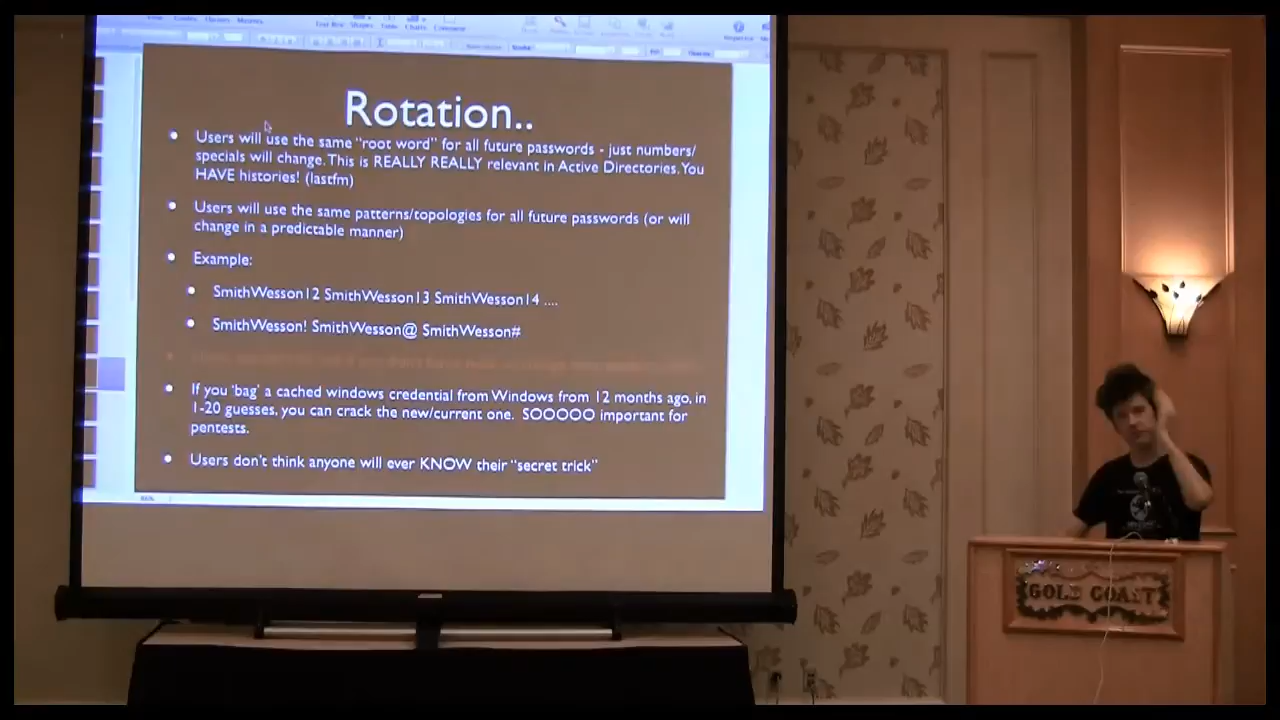 Rotation..
Users will use the same "root word" for all future passwords - just numbers/
specials will change. This is REALLY REALLY relevant in Active Directories. You
HAVE histories! (lastfm)
Users will use the same patterns/topologies for all future passwords (or will
change in a predictable manner)
Example:
SmithWesson12 SmithWesson13 SmithWesson14 ....
SmithWesson! SmithWesson@ SmithWesson#
If you 'bag' a cached windows credential from Windows from 12 months ago, in
1-20 guesses, you can crack the new/current one. SOOOOO important for
pentests.
Users don't think anyone will ever KNOW their "secret trick"
GOLD COAST